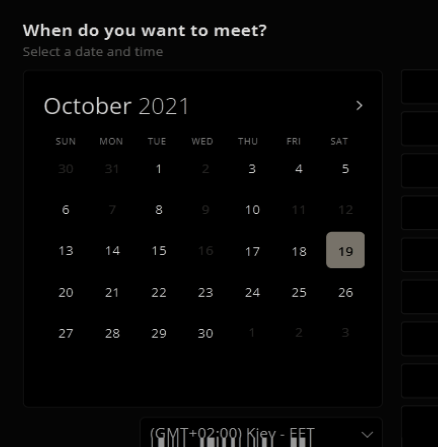 When do you want to meet?
Select a date and time
October 2021
SUN MON TUE WED THU FRI SAT
30 31 1 2 3 4 5
6 7 8 9 10 11 12
13 14 15 16 17 18 19
20 21 22 23 24 25 26
27 28 29 30 1 2 3
(GMT+02:00) Kiev - EET